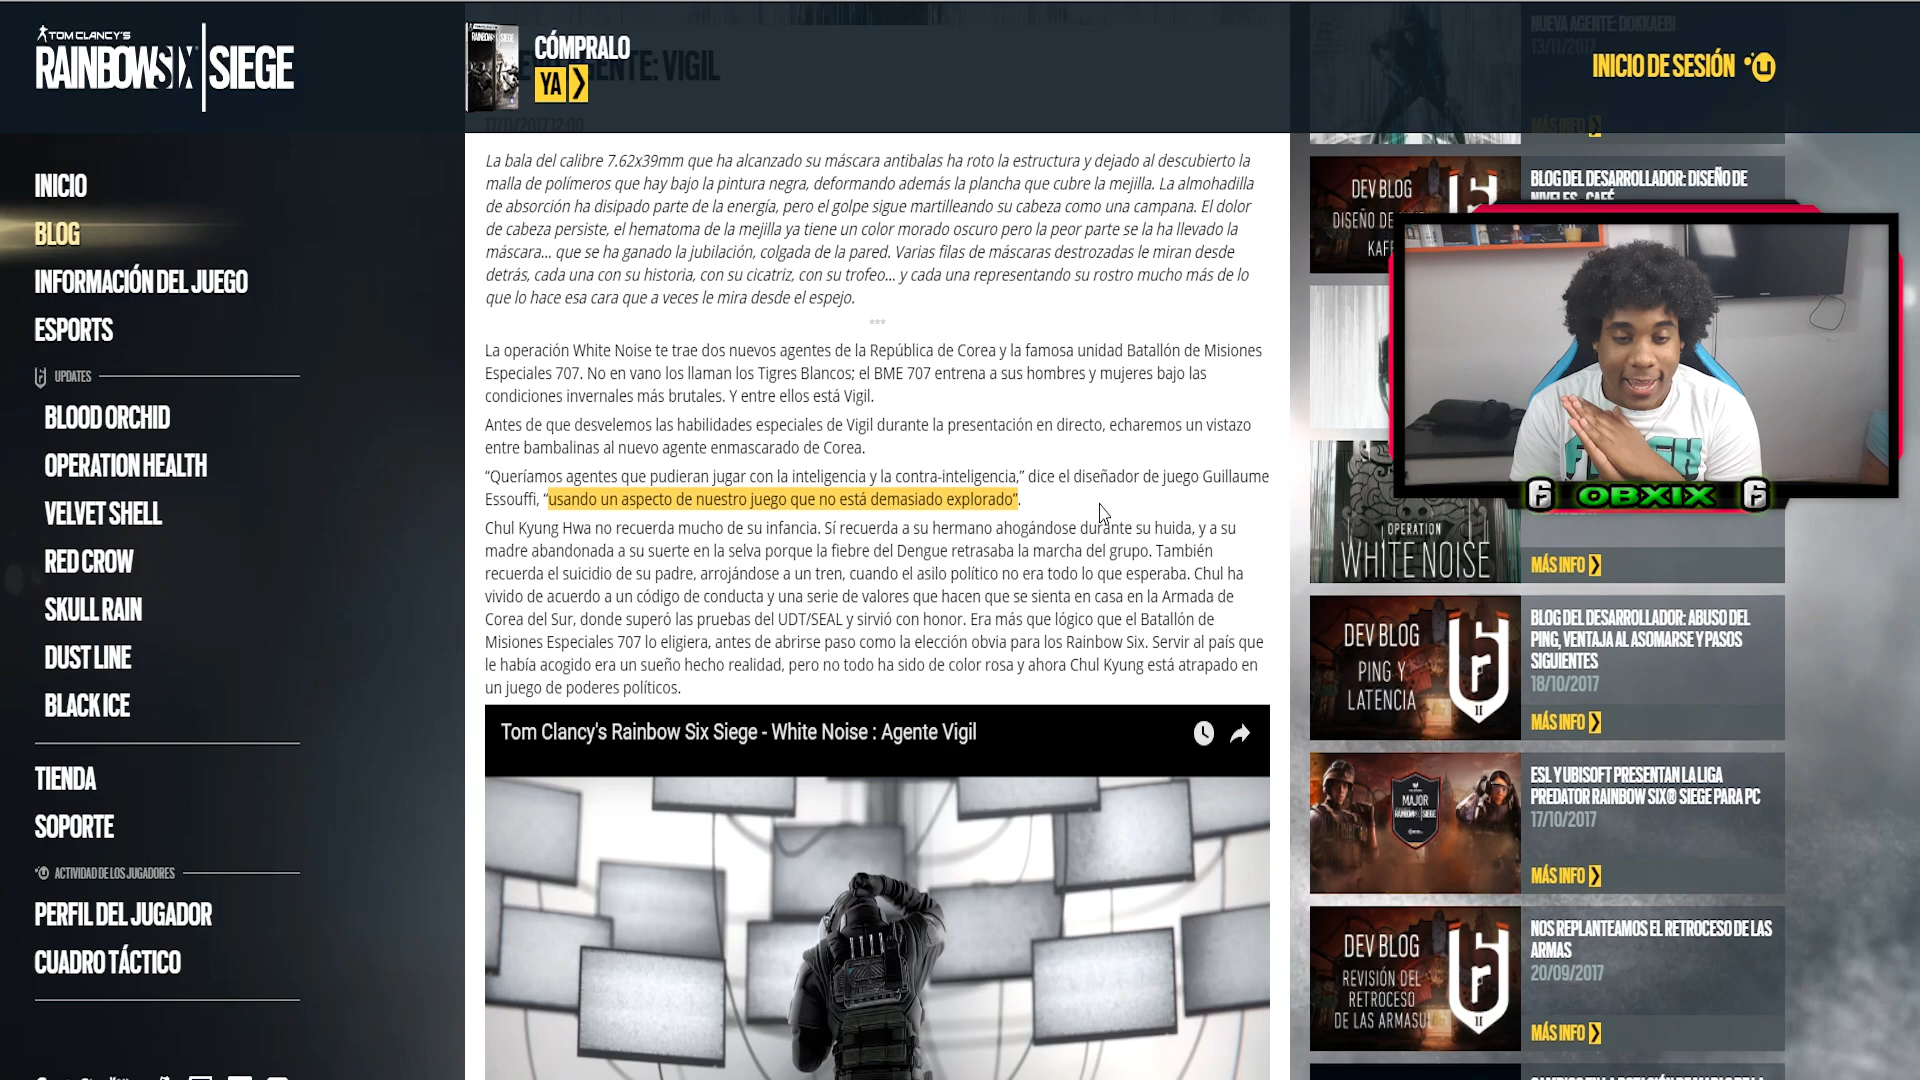 TOM CLANCY'S
RAINBOWSIX SIEGE
CÓMPRALO
YA
17/11/2017 12:00
INICIO DE SESIÓN
INICIO
BLOG
INFORMACIÓN DEL JUEGO
ESPORTS
UPDATES
BLOOD ORCHID
OPERATION HEALTH
VELVET SHELL
RED CROW
SKULL RAIN
DUST LINE
BLACK ICE
TIENDA
SOPORTE
ACTIVIDAD DE LOS JUGADORES
PERFIL DEL JUGADOR
CUADRO TÁCTICO
AGENTE: VIGIL
La bala del calibre 7.62x39mm que ha alcanzado su máscara antibalas ha roto la estructura y dejado al descubierto la
malla de polímeros que hay bajo la pintura negra, deformando además la plancha que cubre la mejilla. La almohadilla
de absorción ha disipado parte de la energía, pero el golpe sigue martilleando su cabeza como una campana. El dolor
de cabeza persiste, el hematoma de la mejilla ya tiene un color morado oscuro pero la peor parte se la ha llevado la
máscara... que se ha ganado la jubilación, colgada de la pared. Varias filas de máscaras destrozadas le miran desde
detrás, cada una con su historia, con su cicatriz, con su trofeo... y cada una representando su rostro mucho más de lo
que lo hace esa cara que a veces le mira desde el espejo.
***
La operación White Noise te trae dos nuevos agentes de la República de Corea y la famosa unidad Batallón de Misiones
Especiales 707. No en vano los llaman los Tigres Blancos; el BME 707 entrena a sus hombres y mujeres bajo las
condiciones invernales más brutales. Y entre ellos está Vigil.
Antes de que desvelemos las habilidades especiales de Vigil durante la presentación en directo, echaremos un vistazo
entre bambalinas al nuevo agente enmascarado de Corea.
“Queríamos agentes que pudieran jugar con la inteligencia y la contra-inteligencia,” dice el diseñador de juego Guillaume
Essouffi, “usando un aspecto de nuestro juego que no está demasiado explorado”.
Chul Kyung Hwa no recuerda mucho de su infancia. Sí recuerda a su hermano ahogándose durante su huida, y a su
madre abandonada a su suerte en la selva porque la fiebre del Dengue retrasaba la marcha del grupo. También
recuerda el suicidio de su padre, arrojándose a un tren, cuando el asilo político no era todo lo que esperaba. Chul ha
vivido de acuerdo a un código de conducta y una serie de valores que hacen que se sienta en casa en la Armada de
Corea del Sur, donde superó las pruebas del UDT/SEAL y sirvió con honor. Era más que lógico que el Batallón de
Misiones Especiales 707 lo eligiera, antes de abrirse paso como la elección obvia para los Rainbow Six. Servir al país que
le había acogido era un sueño hecho realidad, pero no todo ha sido de color rosa y ahora Chul Kyung está atrapado en
un juego de poderes políticos.
Tom Clancy's Rainbow Six Siege - White Noise : Agente Vigil
NUEVA AGENTE: DOKKAEBI
13/11/2017
MÁS INFO
DEV BLOG
DISEÑO DE
KAF
BLOG DEL DESARROLLADOR: DISEÑO DE
NIVELES - CAFÉ
OBXIX
OPERATION
WHITE NOISE
MÁS INFO
DEV BLOG
PING Y
LATENCIA
BLOG DEL DESARROLLADOR: ABUSO DEL
PING, VENTAJA AL ASOMARSE Y PASOS
SIGUIENTES
18/10/2017
MÁS INFO
MAJOR
ESL Y UBISOFT PRESENTAN LA LIGA
PREDATOR RAINBOW SIX® SIEGE PARA PC
17/10/2017
MÁS INFO
DEV BLOG
REVISIÓN DEL
RETROCESO
DE LAS ARMAS
NOS REPLANTEAMOS EL RETROCESO DE LAS
ARMAS
20/09/2017
MÁS INFO